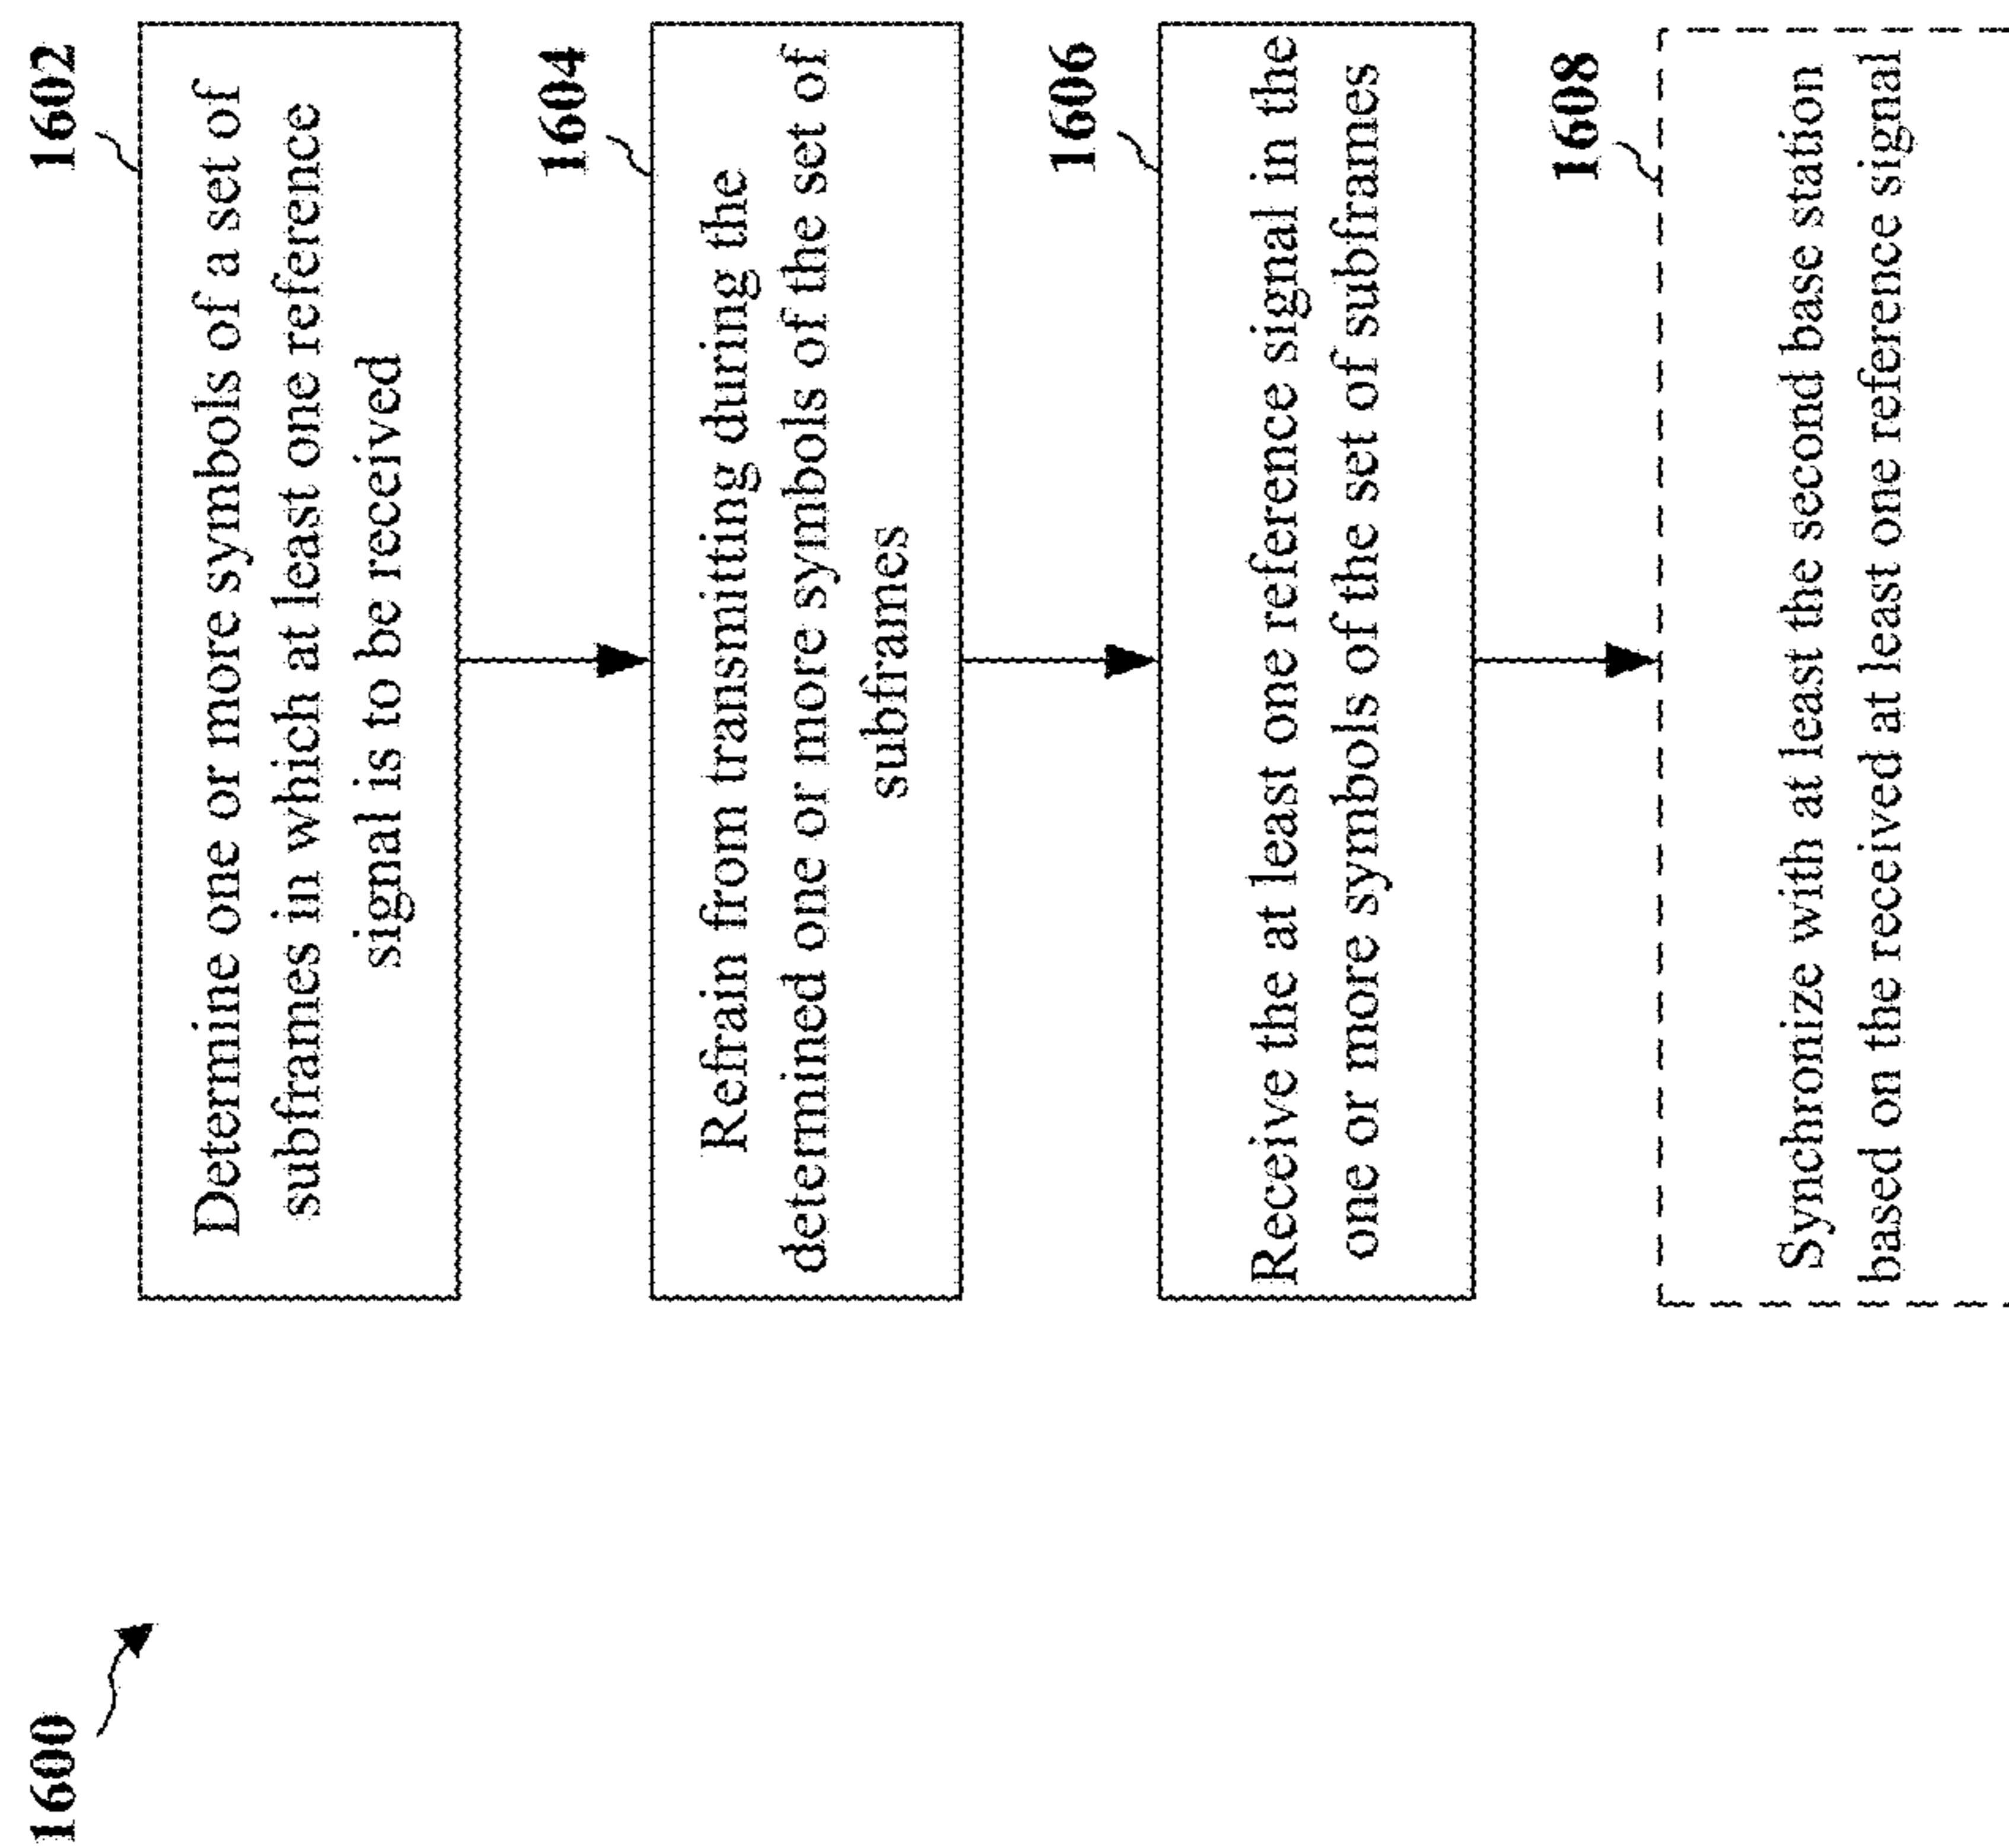 1600
1602
Determine one or more symbols of a set of
subframes in which at least one reference
signal is to be received
1604
Refrain from transmitting during the
determined one or more symbols of the set of
subframes
1606
Receive the at least one reference signal in the
one or more symbols of the set of subframes
1608
Synchronize with at least the second base station
based on the received at least one reference signal